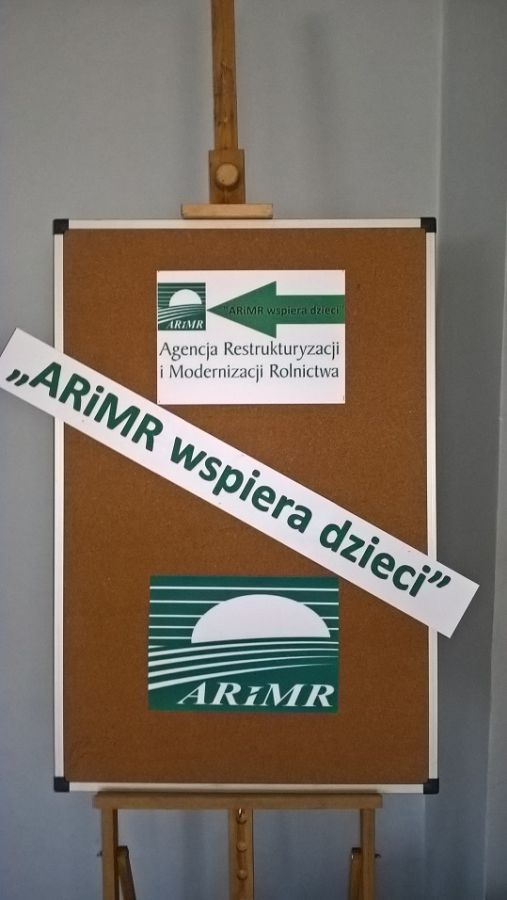 "ARiMR wspiera dzieci
ARiMR
Agencja Restrukturyzacji
i Modernizacji Rolnictwa
„ARiMR wspiera dzieci”
ARiMR